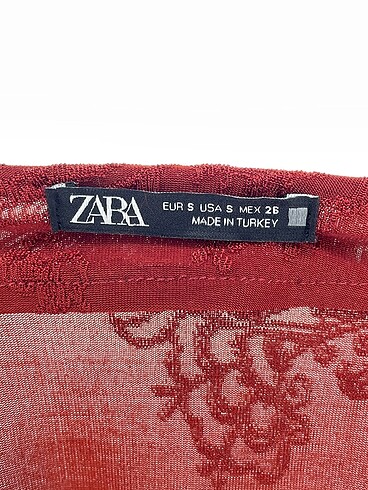 ZARA
EUR S USA S MEX 26
MADE IN TURKEY